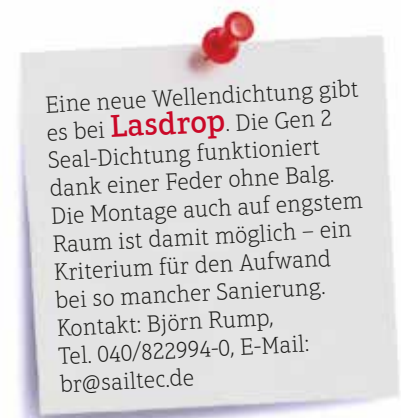 Eine neue Wellendichtung gibt
es bei Lasdrop. Die Gen 2
Seal-Dichtung funktioniert
dank einer Feder ohne Balg.
Die Montage auch auf engstem
Raum ist damit möglich – ein
Kriterium für den Aufwand
bei so mancher Sanierung.
Kontakt: Björn Rump,
Tel. 040/822994-0, E-Mail:
br@sailtec.de